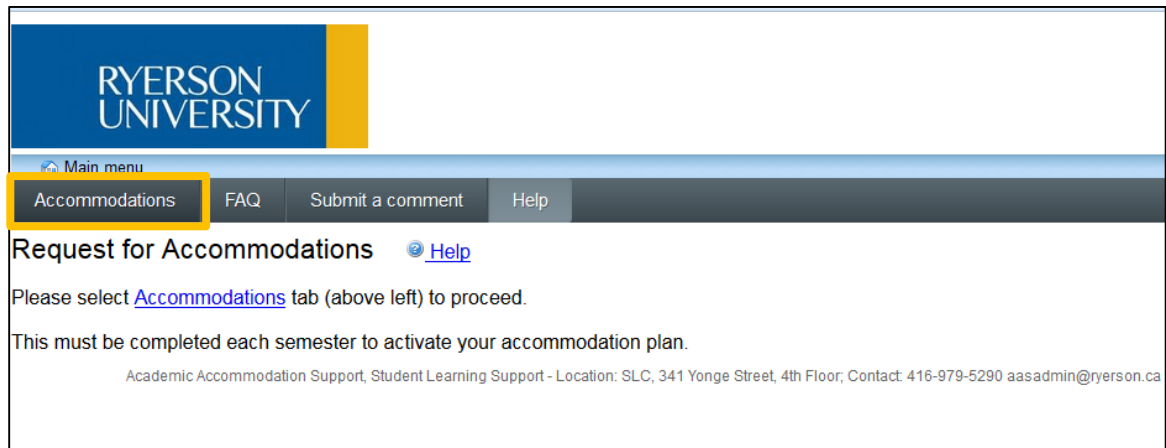 RYERSON
UNIVERSITY
Main menu
Accommodations FAQ Submit a comment Help
Request for Accommodations Help
Please select Accommodations tab (above left) to proceed.
This must be completed each semester to activate your accommodation plan.
Academic Accommodation Support, Student Learning Support - Location: SLC, 341 Yonge Street, 4th Floor; Contact: 416-979-5290 aasadmin@ryerson.ca